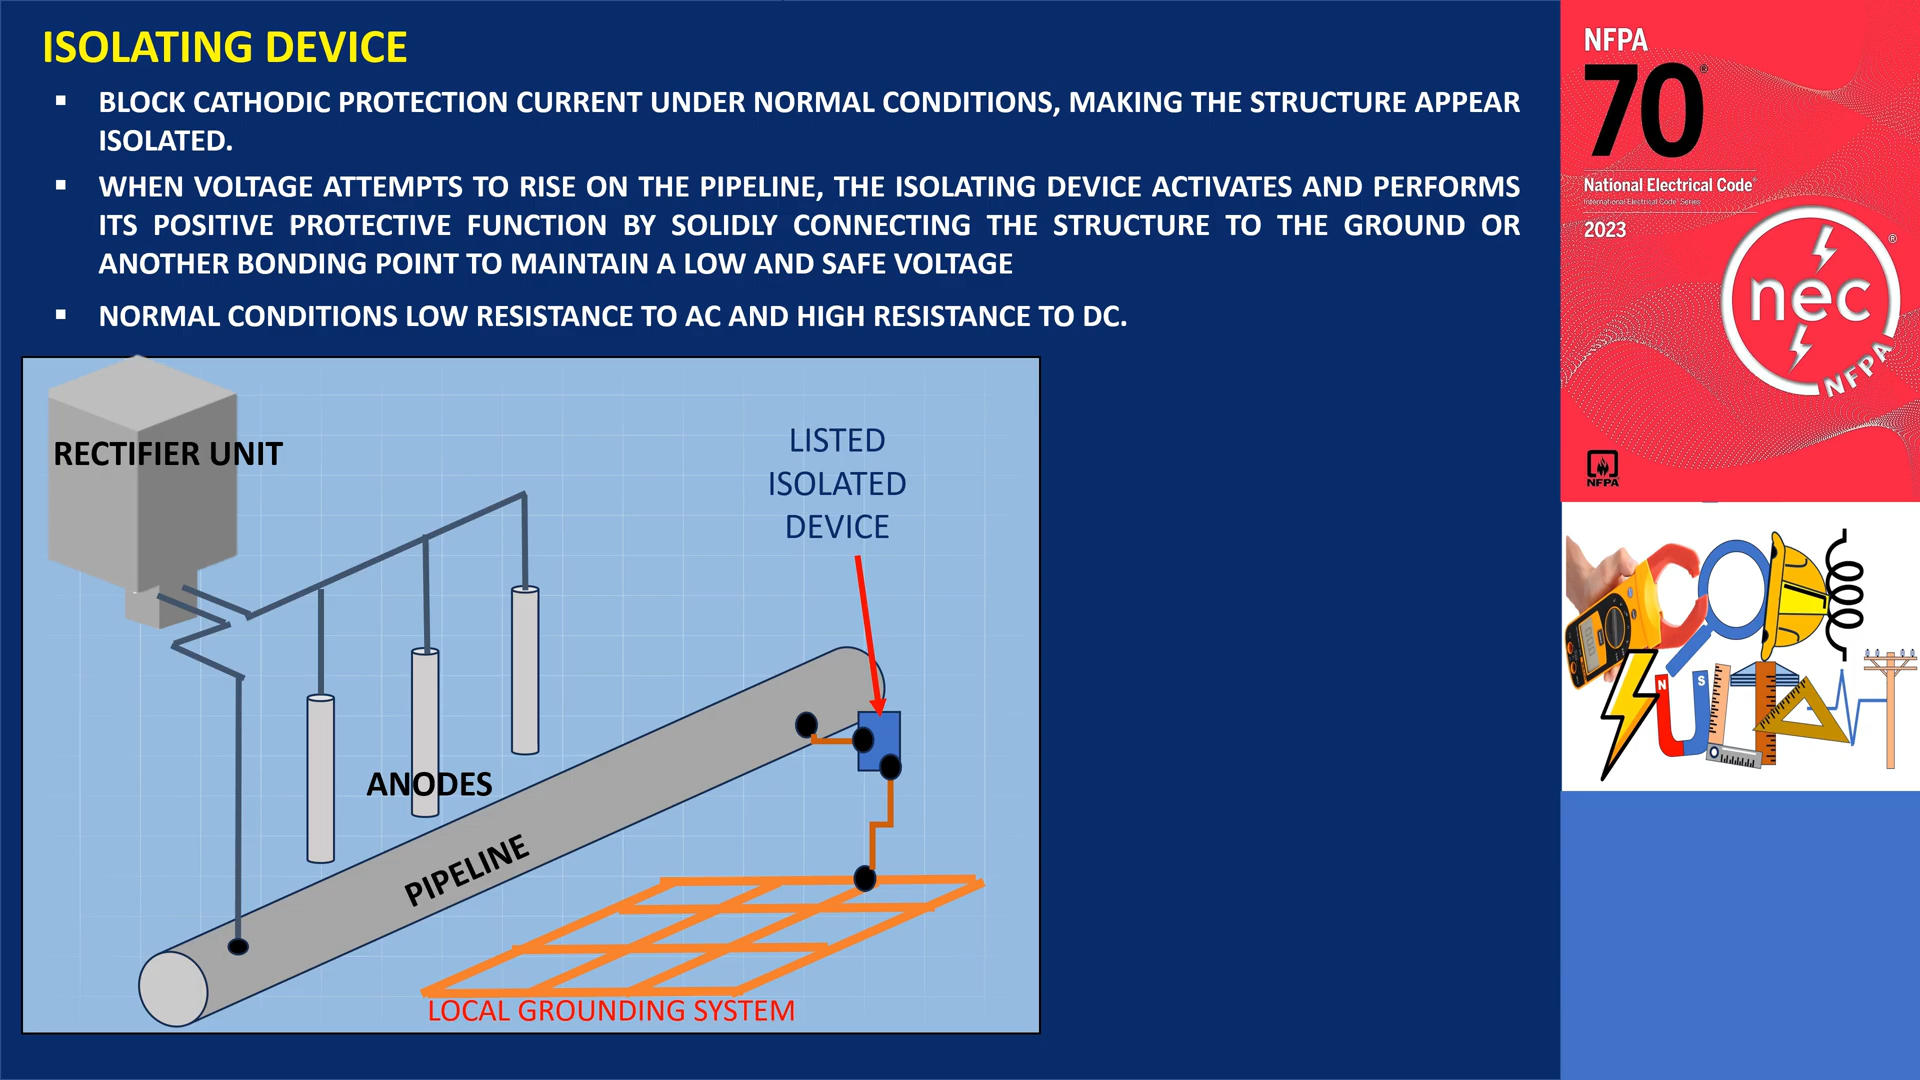 ISOLATING DEVICE
▪ BLOCK CATHODIC PROTECTION CURRENT UNDER NORMAL CONDITIONS, MAKING THE STRUCTURE APPEAR
ISOLATED.
▪ WHEN VOLTAGE ATTEMPTS TO RISE ON THE PIPELINE, THE ISOLATING DEVICE ACTIVATES AND PERFORMS
ITS POSITIVE PROTECTIVE FUNCTION BY SOLIDLY CONNECTING THE STRUCTURE TO THE GROUND OR
ANOTHER BONDING POINT TO MAINTAIN A LOW AND SAFE VOLTAGE
▪ NORMAL CONDITIONS LOW RESISTANCE TO AC AND HIGH RESISTANCE TO DC.
RECTIFIER UNIT
LISTED
ISOLATED
DEVICE
ANODES
PIPELINE
LOCAL GROUNDING SYSTEM
NFPA
70®
National Electrical Code®
International Electrical Code® Series
2023
nec®
NFPA
NFPA
N S